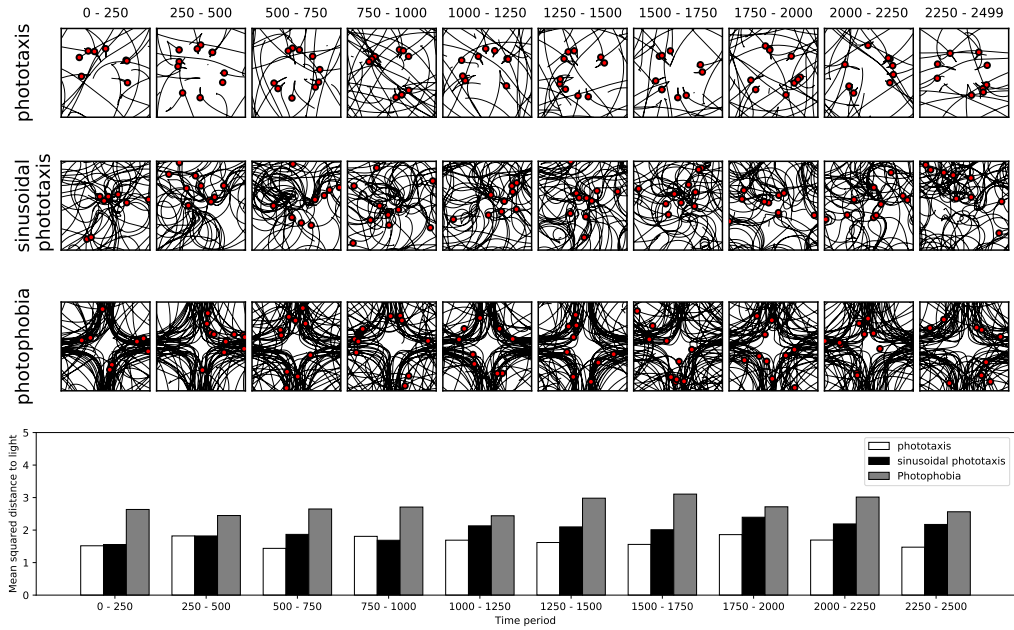 0 - 250 250 - 500 500 - 750 750 - 1000 1000 - 1250 1250 - 1500 1500 - 1750 1750 - 2000 2000 - 2250 2250 - 2499
phototaxis
sinusoidal
phototaxis
photophobia
Mean squared distance to light
5
4
3
2
1
0
phototaxis
sinusoidal phototaxis
Photophobia
0 - 250 250 - 500 500 - 750 750 - 1000 1000 - 1250 1250 - 1500 1500 - 1750 1750 - 2000 2000 - 2250 2250 - 2500
Time period